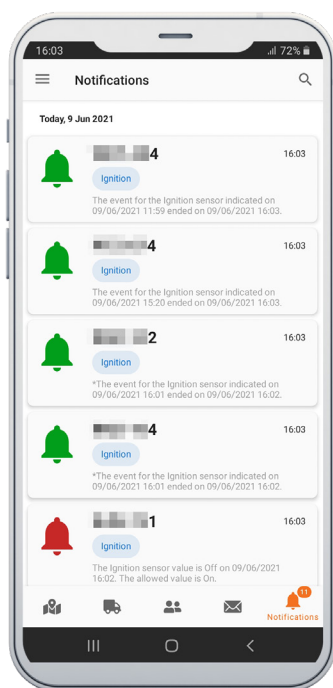 16:03
72%
Notifications
Today, 9 Jun 2021
4
16:03
Ignition
The event for the Ignition sensor indicated on
09/06/2021 11:59 ended on 09/06/2021 16:03.
4
16:03
Ignition
The event for the Ignition sensor indicated on
09/06/2021 15:20 ended on 09/06/2021 16:03.
2
16:03
Ignition
*The event for the Ignition sensor indicated on
09/06/2021 16:01 ended on 09/06/2021 16:02.
4
16:03
Ignition
*The event for the Ignition sensor indicated on
09/06/2021 16:01 ended on 09/06/2021 16:02.
1
16:03
Ignition
The Ignition sensor value is Off on 09/06/2021
16:02. The allowed value is On.
11
Notifications